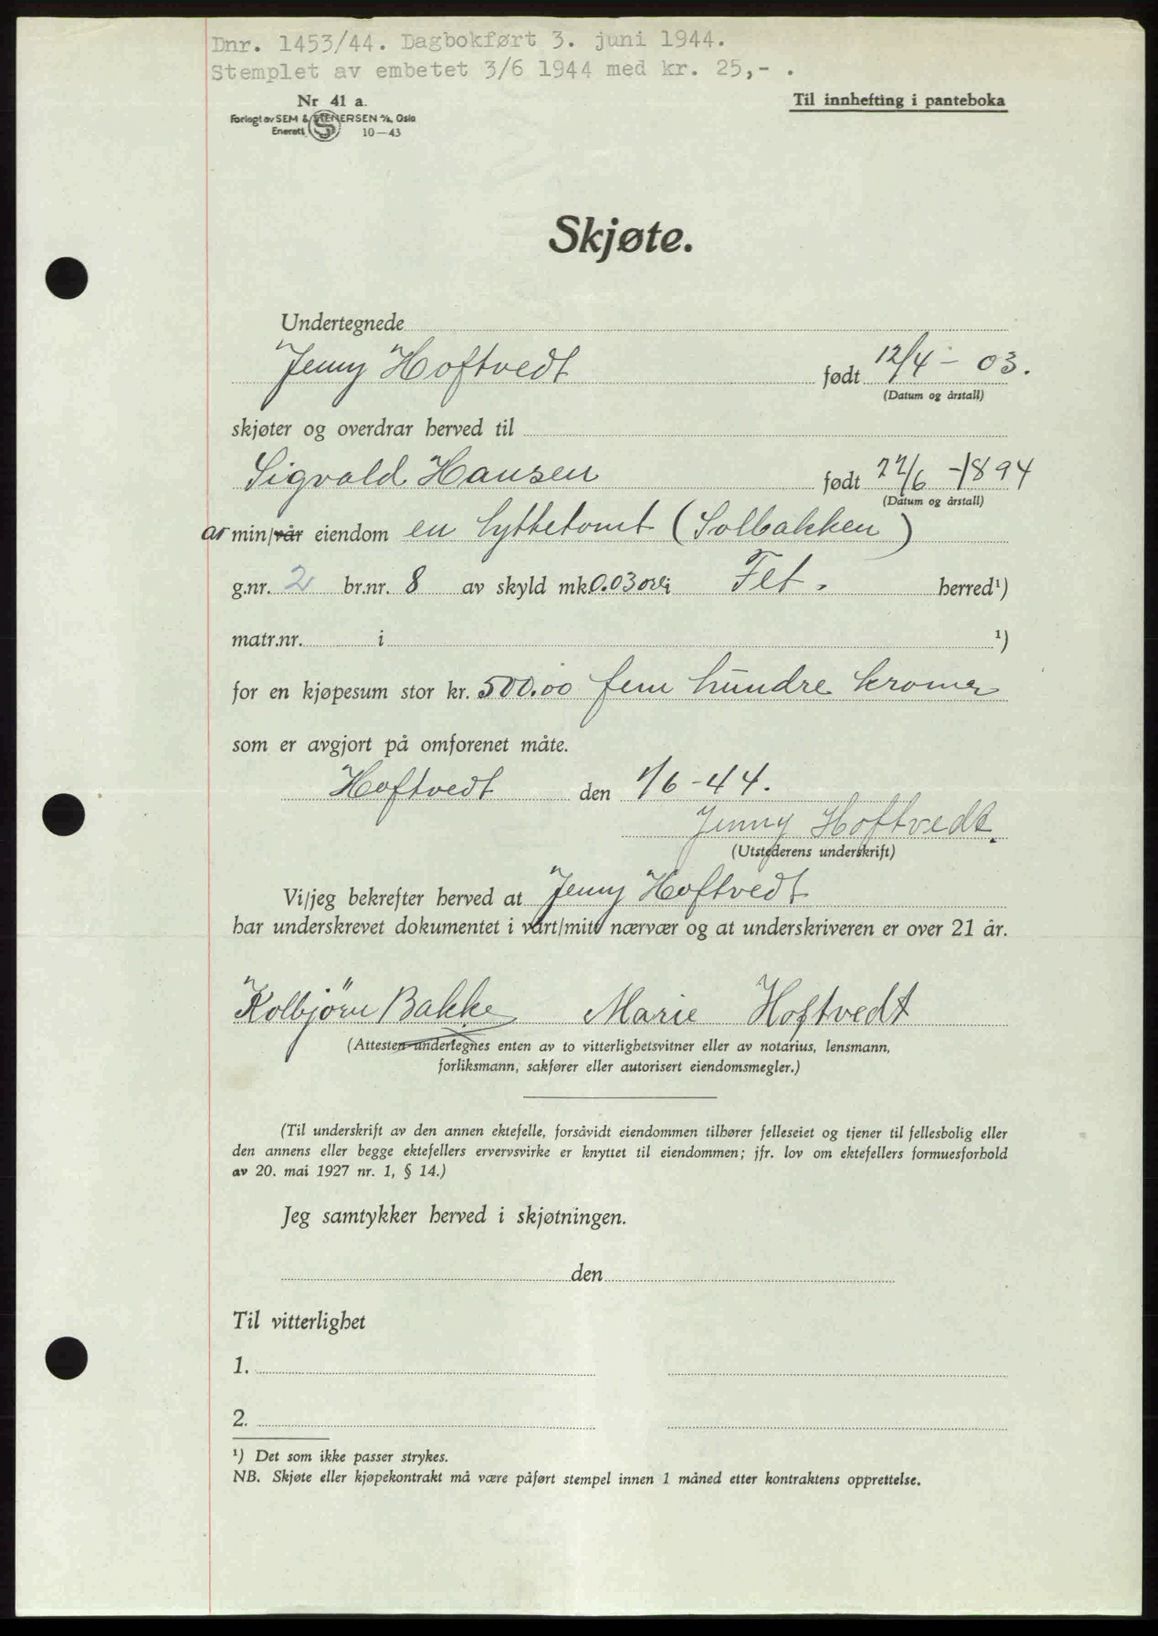 Dnr. 1453/44. Dagbokført 3. juni 1944.
Stemplet av embetet 3/6 1944 med kr. 25,- .
Nr 41 a.
Til innhefting i panteboka
Forlagt av SEM & STENERSEN A/S, Oslo
Enerett S 10—43
Skjøte.
Undertegnede
Jenny Hoftvedt født 12/4 - 03.
(Datum og årstall)
skjøter og overdrar herved til
Sigvald Hansen født 22/6 -1894
(Datum og årstall)
av min/vår eiendom en hyttetomt (Solbakken)
g.nr. 2 br.nr. 8 av skyld mk 0.03 øre i Fet. herred¹)
matr.nr. i ¹)
for en kjøpesum stor kr. 500.00 fem hundre kroner
som er avgjort på omforenet måte.
Hoftvedt den 1/6 -44.
Jenny Hoftvedt.
(Utstederens underskrift)
Vi/jeg bekrefter herved at Jenny Hoftvedt
har underskrevet dokumentet i vårt/mitt nærvær og at underskriveren er over 21 år.
Kolbjørn Bakke Marie Hoftvedt
(Attesten undertegnes enten av to vitterlighetsvitner eller av notarius, lensmann,
forliksmann, sakfører eller autorisert eiendomsmegler.)
(Til underskrift av den annen ektefelle, forsåvidt eiendommen tilhører felleseiet og tjener til fellesbolig eller
den annens eller begge ektefellers ervervsvirke er knyttet til eiendommen; jfr. lov om ektefellers formuesforhold
av 20. mai 1927 nr. 1, § 14.)
Jeg samtykker herved i skjøtningen.
den
Til vitterlighet
1.
2.
¹) Det som ikke passer strykes.
NB. Skjøte eller kjøpekontrakt må være påført stempel innen 1 måned etter kontraktens opprettelse.